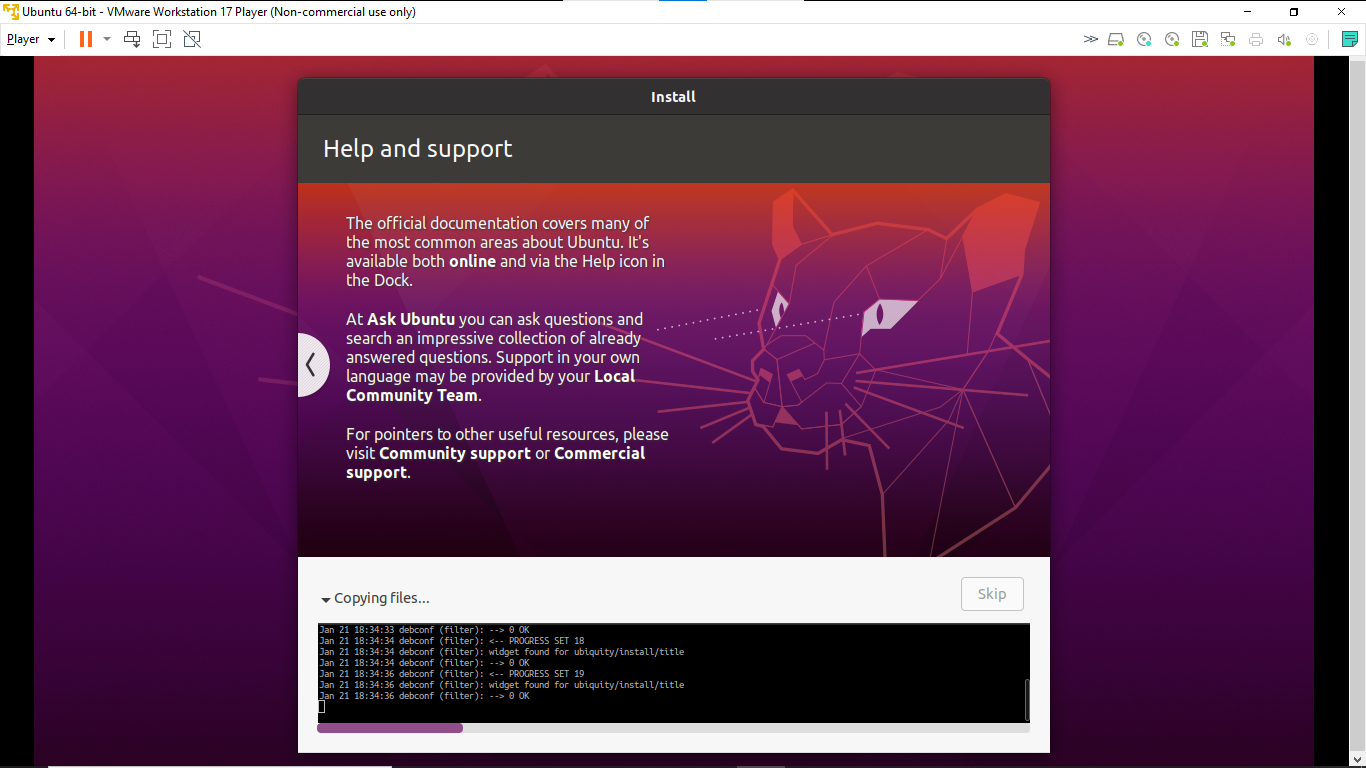 Ubuntu 64-bit - VMware Workstation 17 Player (Non-commercial use only)
Player
Install
Help and support
The official documentation covers many of
the most common areas about Ubuntu. It's
available both online and via the Help icon in
the Dock.
At Ask Ubuntu you can ask questions and
search an impressive collection of already
answered questions. Support in your own
language may be provided by your Local
Community Team.
For pointers to other useful resources, please
visit Community support or Commercial
support.
Copying files...
Skip
Jan 21 18:34:33 debconf (filter): --> 0 OK
Jan 21 18:34:34 debconf (filter): <-- PROGRESS SET 18
Jan 21 18:34:34 debconf (filter): widget found for ubiquity/install/title
Jan 21 18:34:34 debconf (filter): --> 0 OK
Jan 21 18:34:36 debconf (filter): <-- PROGRESS SET 19
Jan 21 18:34:36 debconf (filter): widget found for ubiquity/install/title
Jan 21 18:34:36 debconf (filter): --> 0 OK